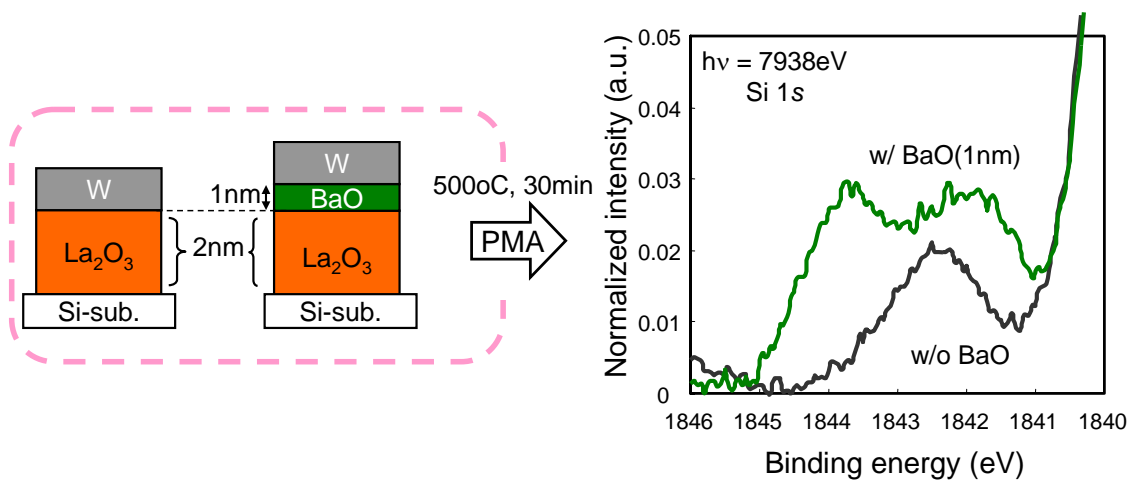 W
La₂O₃
Si-sub.
1nm
2nm
W
BaO
La₂O₃
Si-sub.
500oC, 30min
PMA
Normalized intensity (a.u.)
0.05
0.04
0.03
0.02
0.01
0
hν = 7938eV
Si 1s
w/ BaO(1nm)
w/o BaO
1846 1845 1844 1843 1842 1841 1840
Binding energy (eV)